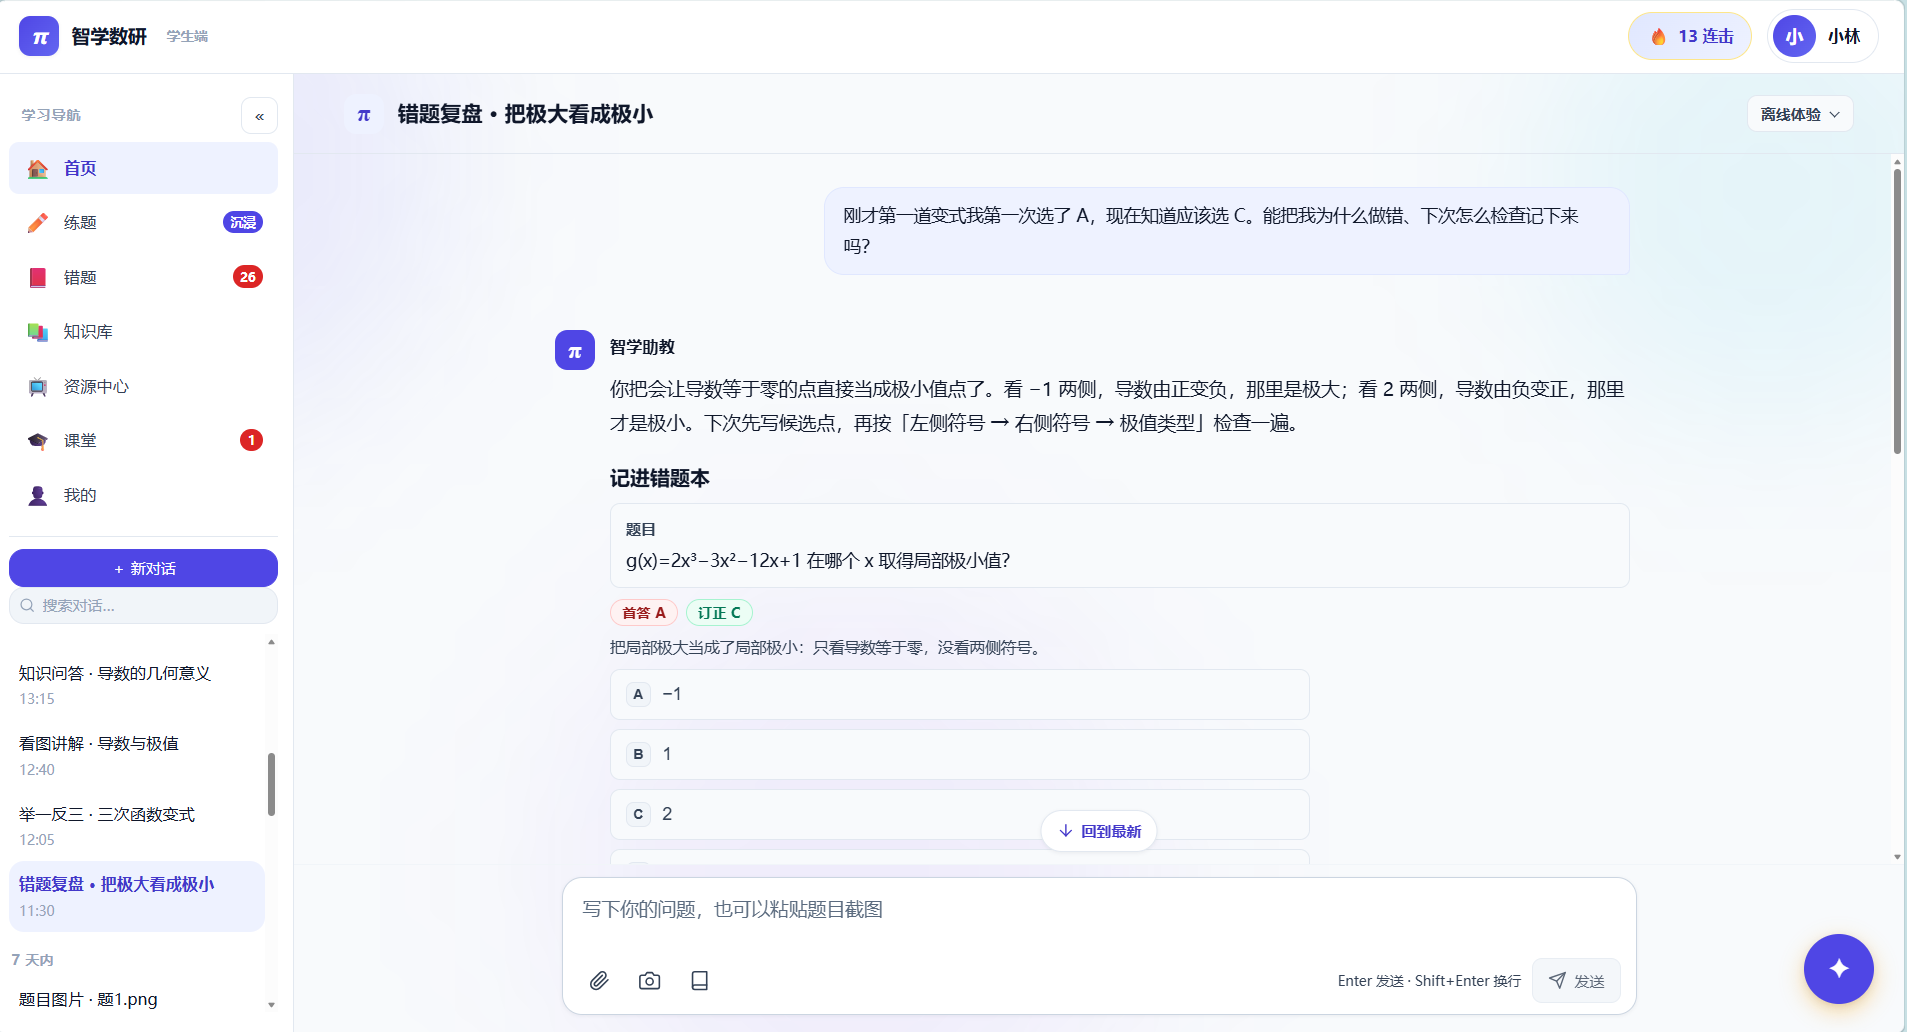 π 智学数研 学生端
13 连击
小 小林
学习导航 «
首页
练题 沉浸
错题 26
知识库
资源中心
课堂 1
我的
+ 新对话
搜索对话...
知识问答 · 导数的几何意义
13:15
看图讲解 · 导数与极值
12:40
举一反三 · 三次函数变式
12:05
错题复盘 • 把极大看成极小
11:30
7 天内
题目图片 · 题1.png
π 错题复盘 • 把极大看成极小
离线体验
刚才第一道变式我第一次选了 A，现在知道应该选 C。能把我为什么做错、下次怎么检查记下来
吗？
π 智学助教
你把会让导数等于零的点直接当成极小值点了。看 −1 两侧，导数由正变负，那里是极大；看 2 两侧，导数由负变正，那里
才是极小。下次先写候选点，再按「左侧符号 → 右侧符号 → 极值类型」检查一遍。
记进错题本
题目
g(x)=2x³−3x²−12x+1 在哪个 x 取得局部极小值？
首答 A 订正 C
把局部极大当成了局部极小：只看导数等于零，没看两侧符号。
A −1
B 1
C 2
回到最新
写下你的问题，也可以粘贴题目截图
Enter 发送 · Shift+Enter 换行
发送